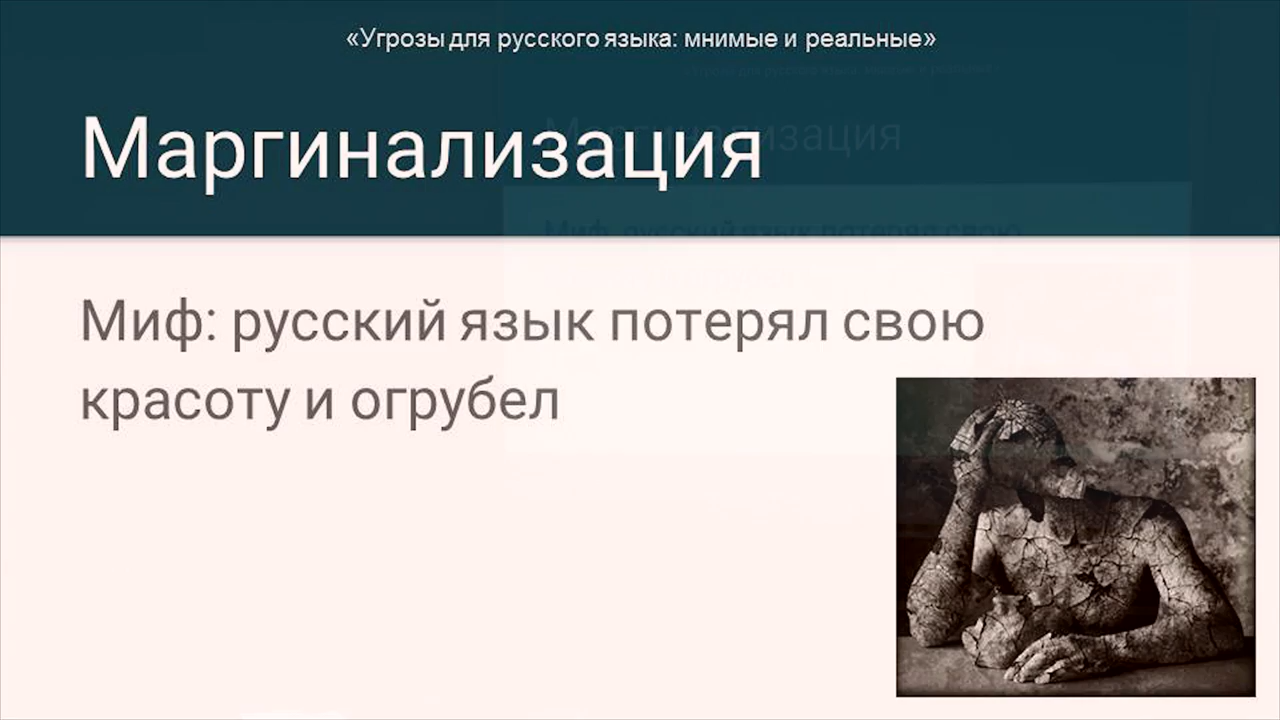 «Угрозы для русского языка: мнимые и реальные»
Маргинализация
Миф: русский язык потерял свою
красоту и огрубел